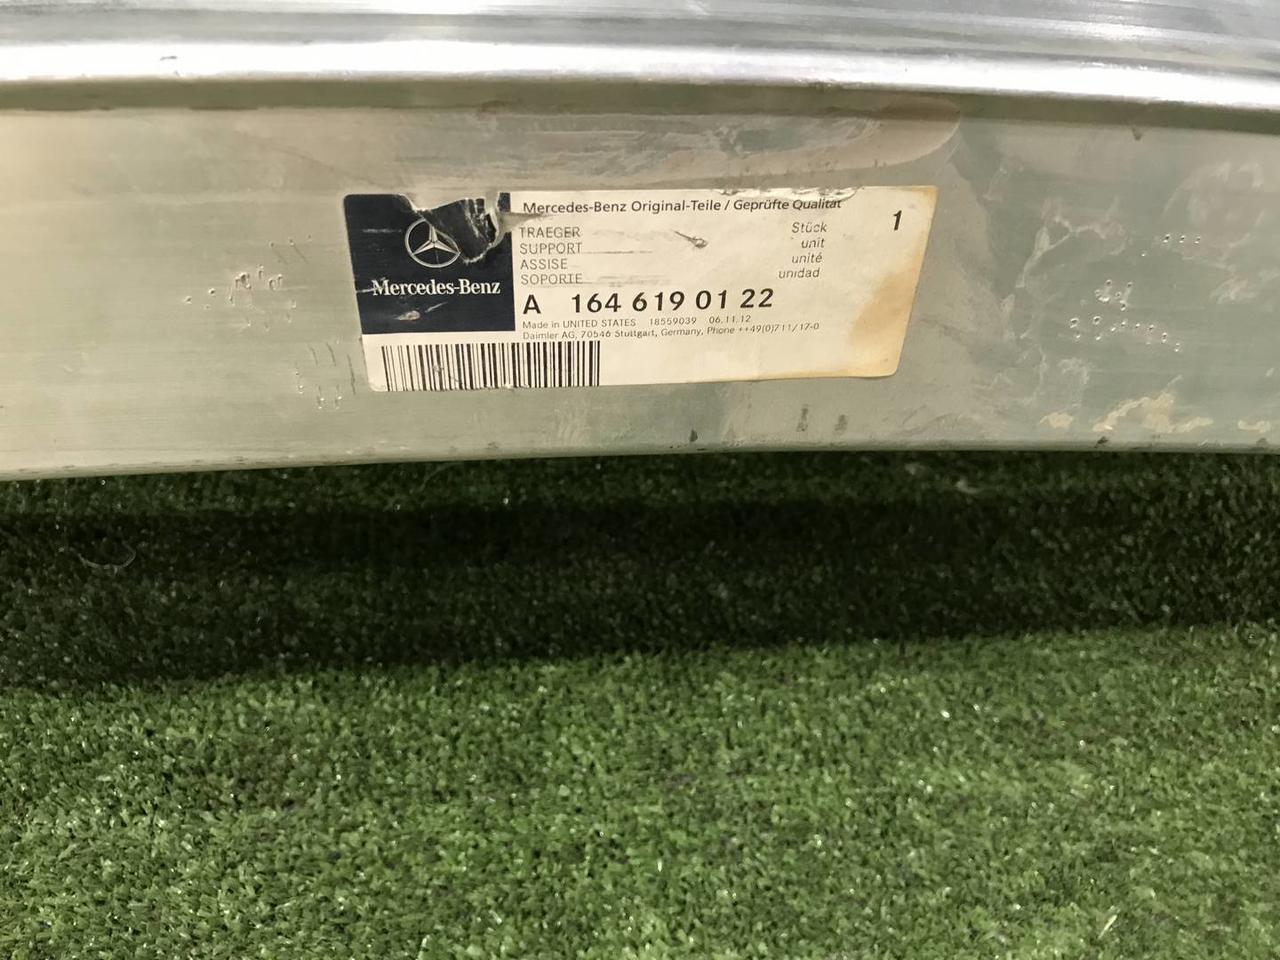 Mercedes-Benz
Mercedes-Benz Original-Teile / Geprüfte Qualität
TRAEGER Stück 1
SUPPORT unit
ASSISE unité
SOPORTE unidad
A 164 619 01 22
Made in UNITED STATES 18559039 06.11.12
Daimler AG, 70546 Stuttgart, Germany, Phone ++49(0)711/17-0